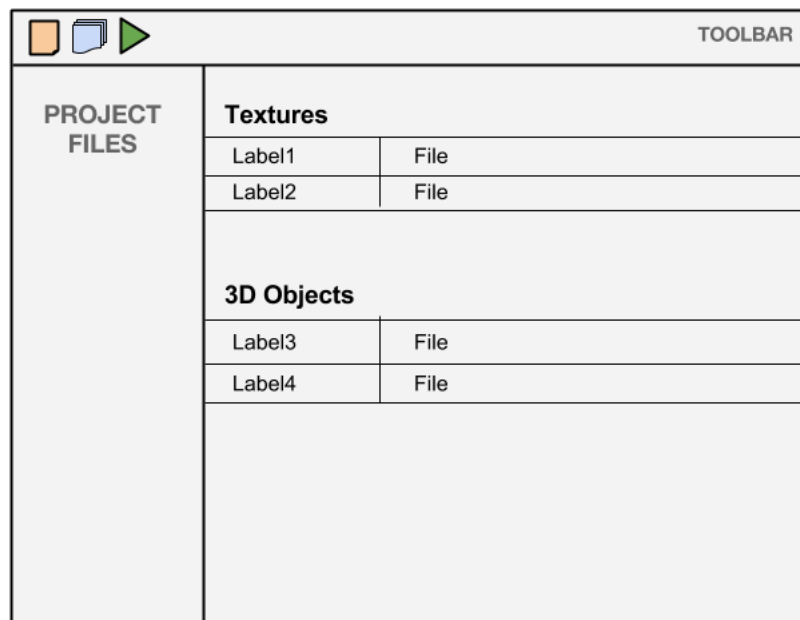 TOOLBAR
PROJECT
FILES
Textures
Label1 File
Label2 File
3D Objects
Label3 File
Label4 File